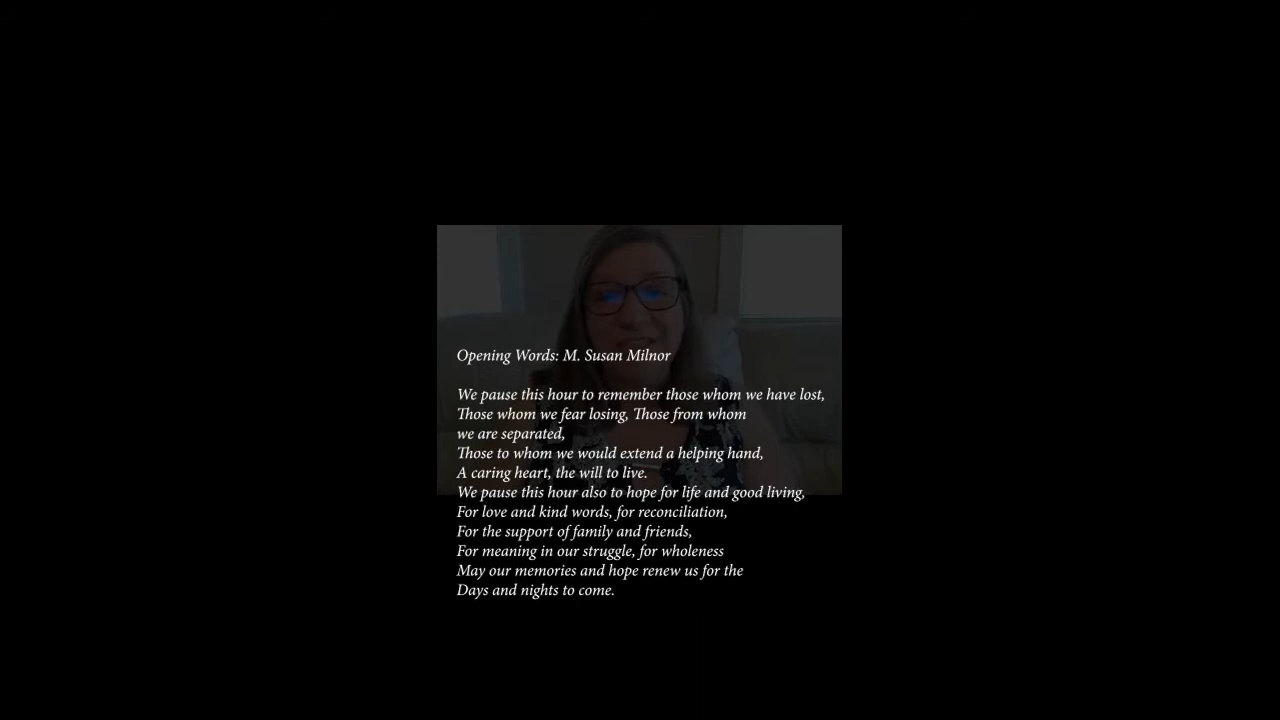 Opening Words: M. Susan Milnor
We pause this hour to remember those whom we have lost,
Those whom we fear losing, Those from whom
we are separated,
Those to whom we would extend a helping hand,
A caring heart, the will to live.
We pause this hour also to hope for life and good living,
For love and kind words, for reconciliation,
For the support of family and friends,
For meaning in our struggle, for wholeness
May our memories and hope renew us for the
Days and nights to come.